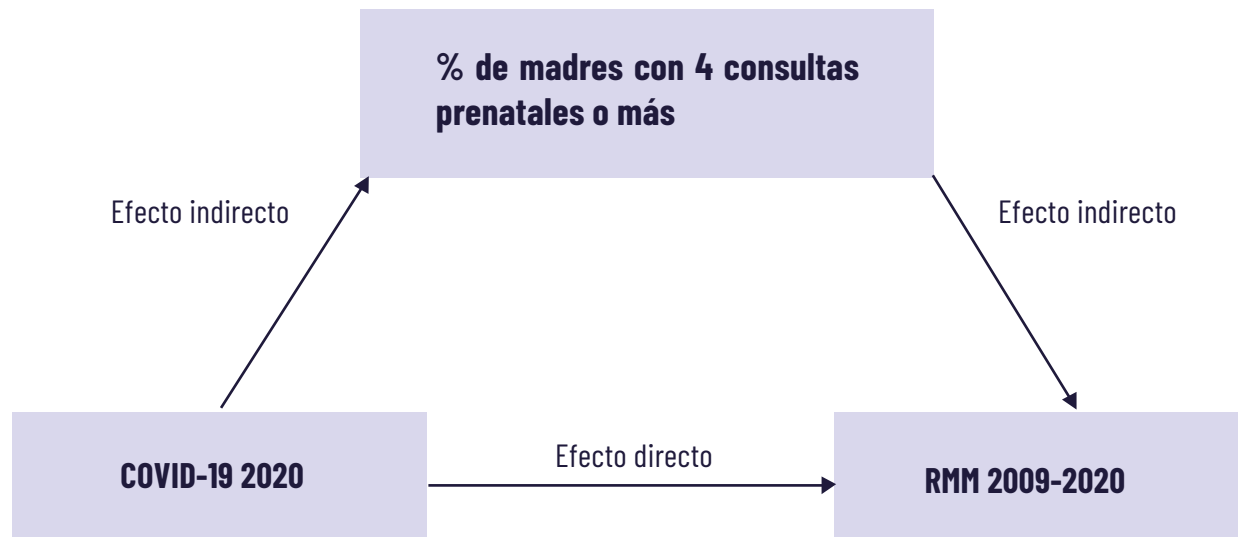 % de madres con 4 consultas
prenatales o más
Efecto indirecto
Efecto indirecto
Efecto directo
COVID-19 2020
RMM 2009-2020